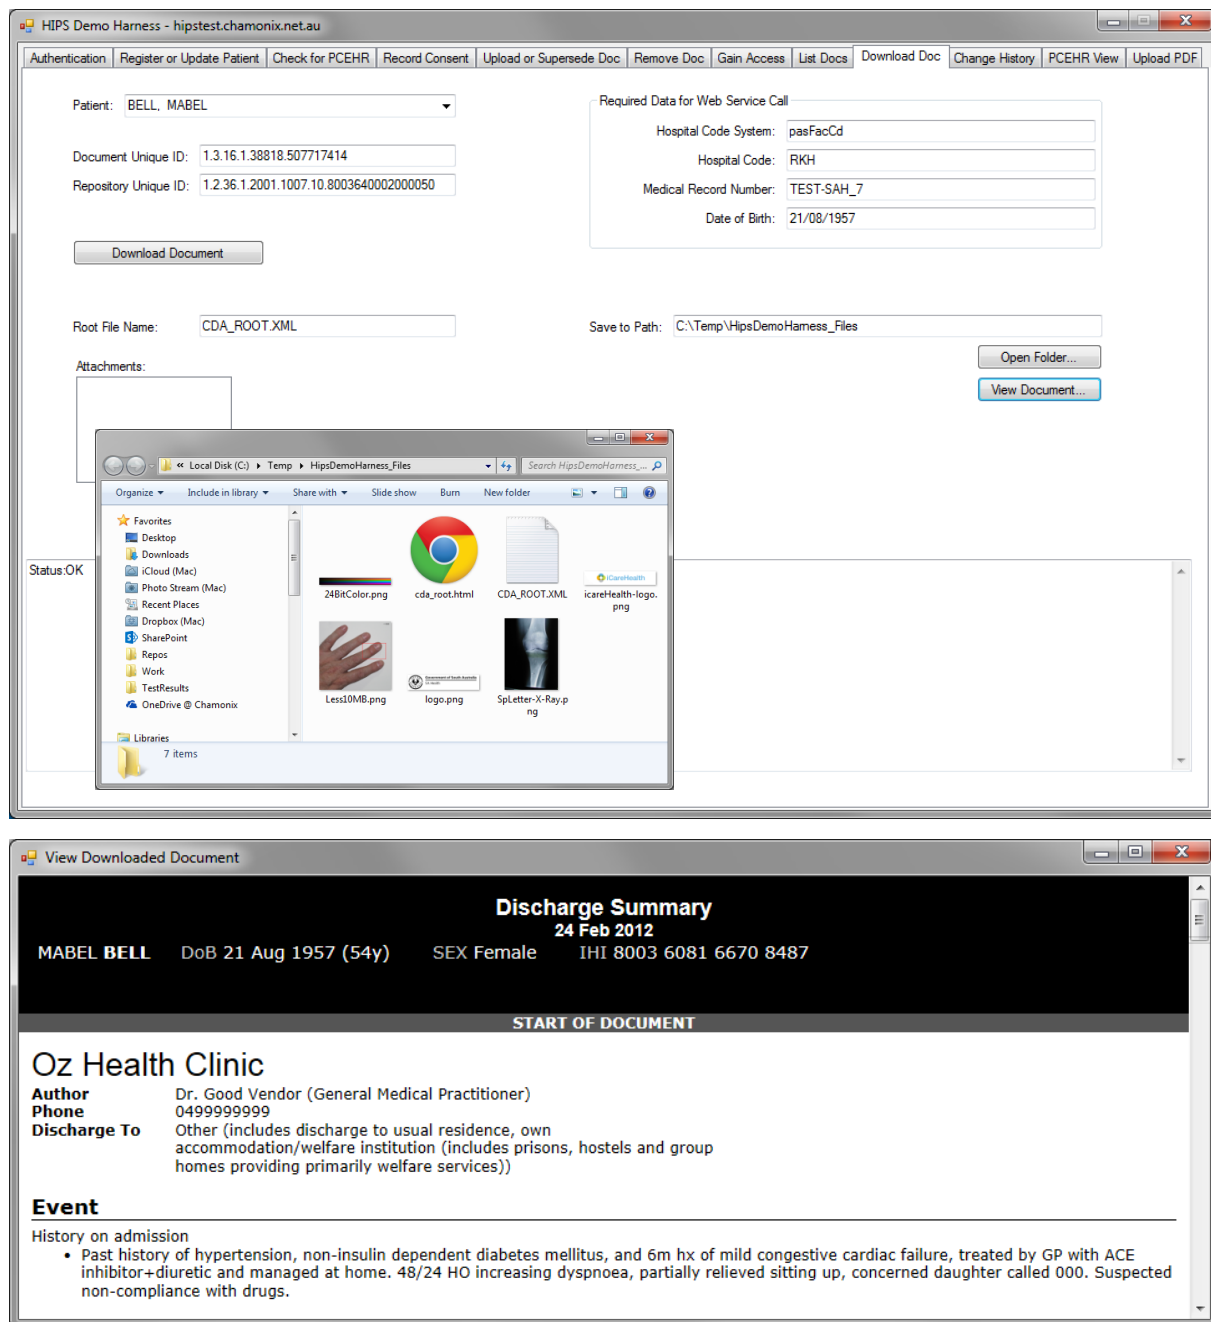 HIPS Demo Harness - hipstest.chamonix.net.au
Authentication Register or Update Patient Check for PCEHR Record Consent Upload or Supersede Doc Remove Doc Gain Access List Docs Download Doc Change History PCEHR View Upload PDF
Patient: BELL, MABEL
Document Unique ID: 1.3.16.1.38818.507717414
Repository Unique ID: 1.2.36.1.2001.1007.10.8003640002000050
Download Document
Required Data for Web Service Call
Hospital Code System: pasFacCd
Hospital Code: RKH
Medical Record Number: TEST-SAH_7
Date of Birth: 21/08/1957
Root File Name: CDA_ROOT.XML
Save to Path: C:\Temp\HipsDemoHarness_Files
Open Folder...
View Document...
Attachments:
Status:OK
« Local Disk (C:) Temp HipsDemoHarness_Files
Search HipsDemoHarness_...
Organize Include in library Share with Slide show Burn New folder
Favorites
Desktop
Downloads
iCloud (Mac)
Photo Stream (Mac)
Recent Places
Dropbox (Mac)
SharePoint
Repos
Work
TestResults
OneDrive @ Chamonix
Libraries
24BitColor.png
cda_root.html
CDA_ROOT.XML
iCareHealth
icareHealth-logo.
png
Less10MB.png
Government of South Australia
logo.png
SpLetter-X-Ray.p
ng
7 items
View Downloaded Document
Discharge Summary
24 Feb 2012
MABEL BELL DoB 21 Aug 1957 (54y) SEX Female IHI 8003 6081 6670 8487
START OF DOCUMENT
Oz Health Clinic
Author Dr. Good Vendor (General Medical Practitioner)
Phone 0499999999
Discharge To Other (includes discharge to usual residence, own
accommodation/welfare institution (includes prisons, hostels and group
homes providing primarily welfare services))
Event
History on admission
• Past history of hypertension, non-insulin dependent diabetes mellitus, and 6m hx of mild congestive cardiac failure, treated by GP with ACE
inhibitor+diuretic and managed at home. 48/24 HO increasing dyspnoea, partially relieved sitting up, concerned daughter called 000. Suspected
non-compliance with drugs.